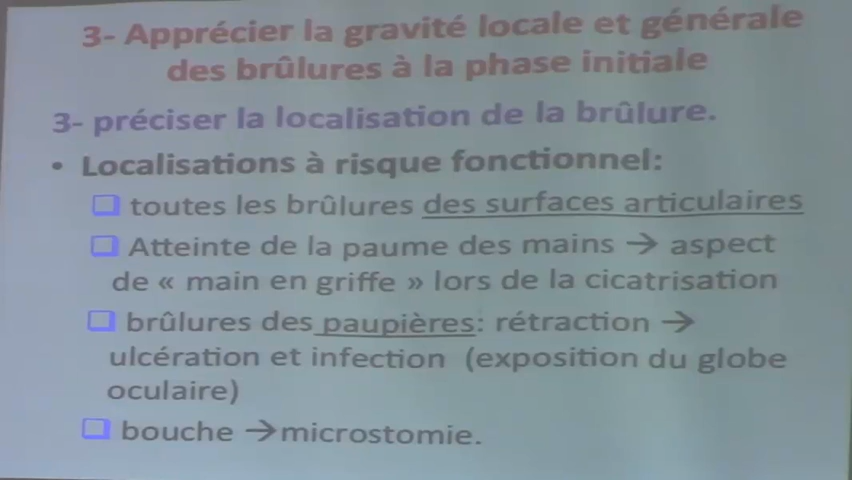 3- Apprécier la gravité locale et générale
des brûlures à la phase initiale
3- préciser la localisation de la brûlure.
• Localisations à risque fonctionnel:
❑ toutes les brûlures des surfaces articulaires
❑ Atteinte de la paume des mains → aspect
de « main en griffe » lors de la cicatrisation
❑ brûlures des paupières: rétraction →
ulcération et infection (exposition du globe
oculaire)
❑ bouche →microstomie.